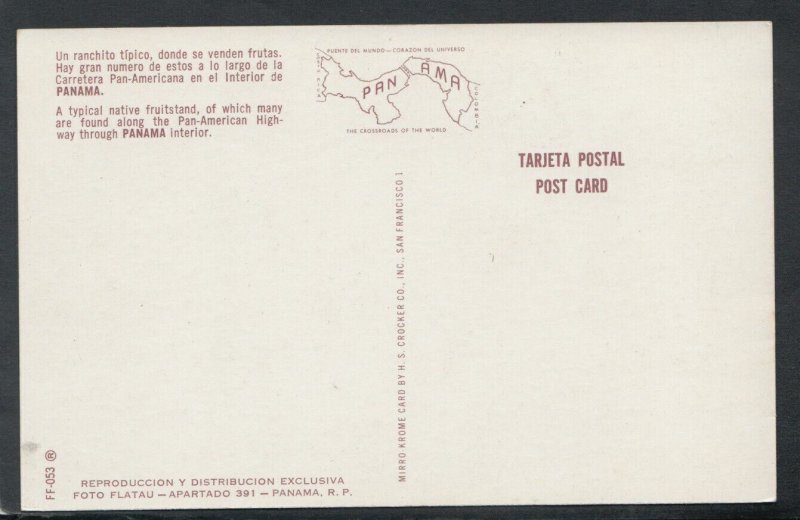 Un ranchito típico, donde se venden frutas.
Hay gran numero de estos a lo largo de la
Carretera Pan-Americana en el Interior de
PANAMA.
A typical native fruitstand, of which many
are found along the Pan-American High-
way through PANAMA interior.
PUENTE DEL MUNDO—CORAZON DEL UNIVERSO
PANAMA
COLOMBIA
THE CROSSROADS OF THE WORLD
TARJETA POSTAL
POST CARD
MIRRO KROME CARD BY H. S. CROCKER CO., INC., SAN FRANCISCO 1
FF-053 ®
REPRODUCCION Y DISTRIBUCION EXCLUSIVA
FOTO FLATAU — APARTADO 391 — PANAMA, R. P.